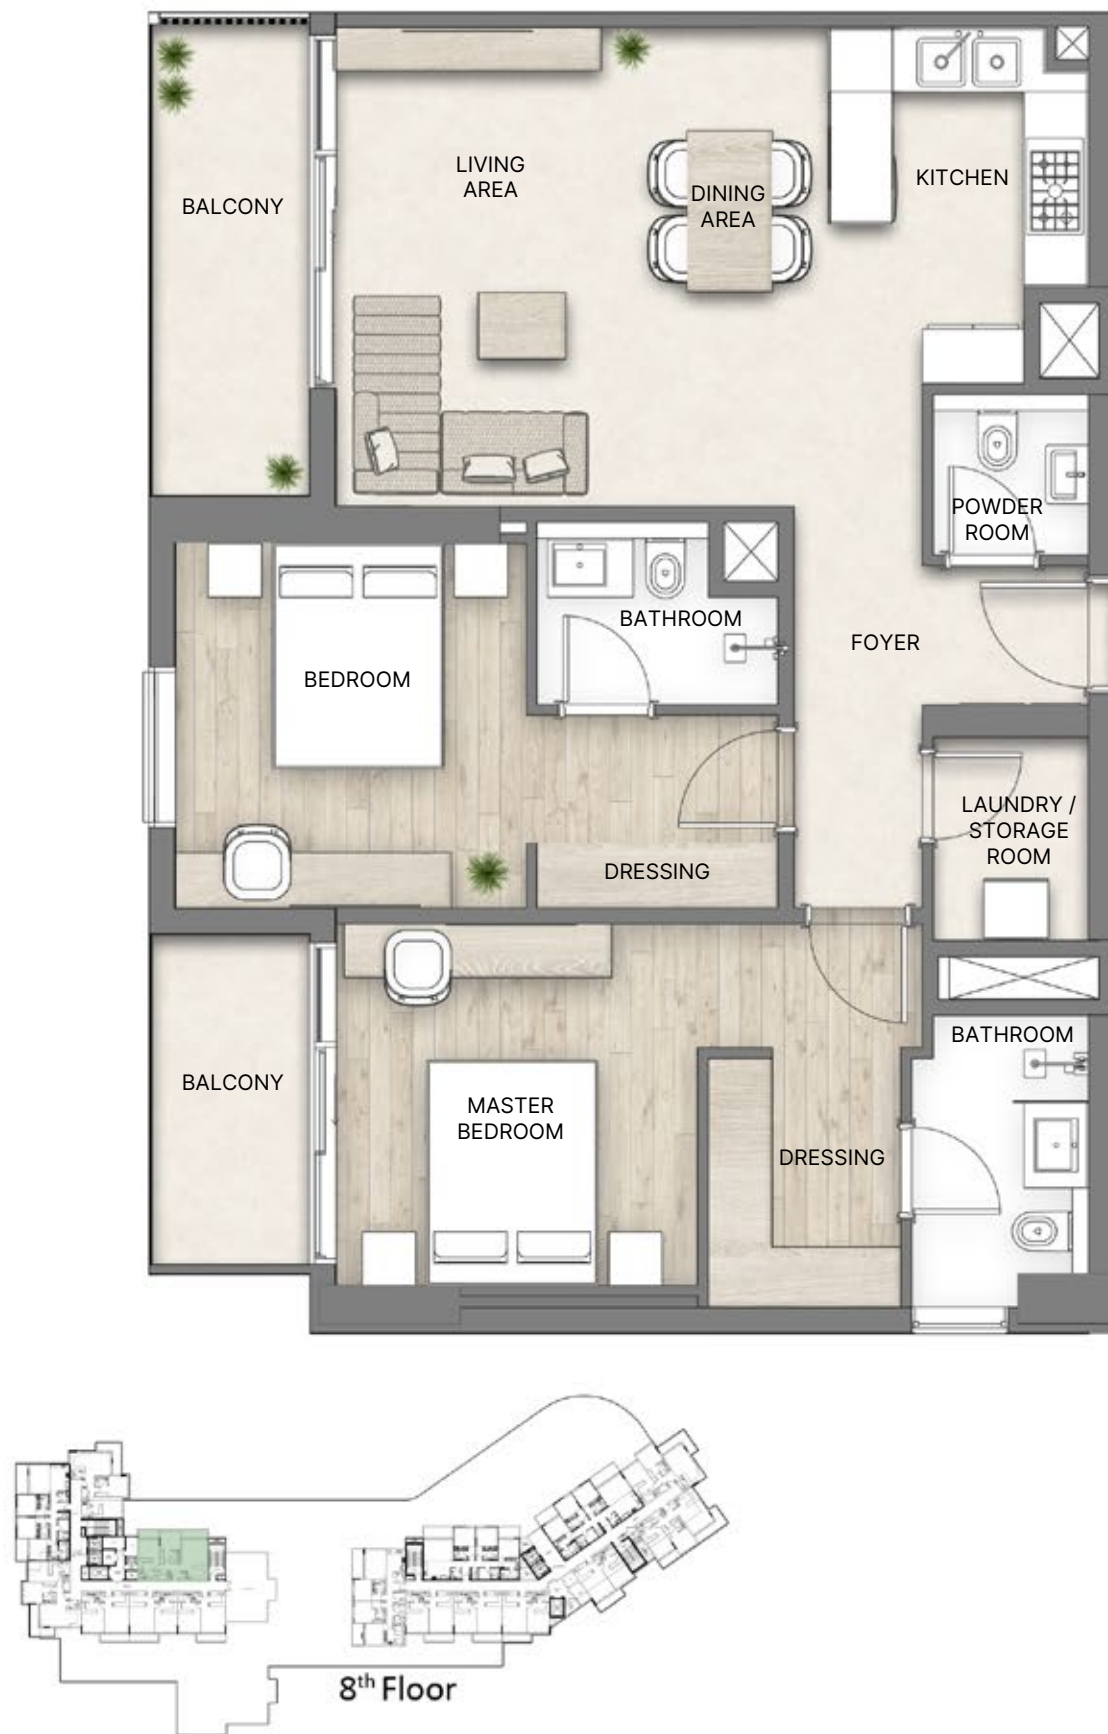 LIVING
AREA
BALCONY
DINING
AREA
KITCHEN
POWDER
ROOM
BATHROOM
FOYER
BEDROOM
LAUNDRY /
STORAGE
ROOM
DRESSING
BATHROOM
BALCONY
MASTER
BEDROOM
DRESSING
8th Floor